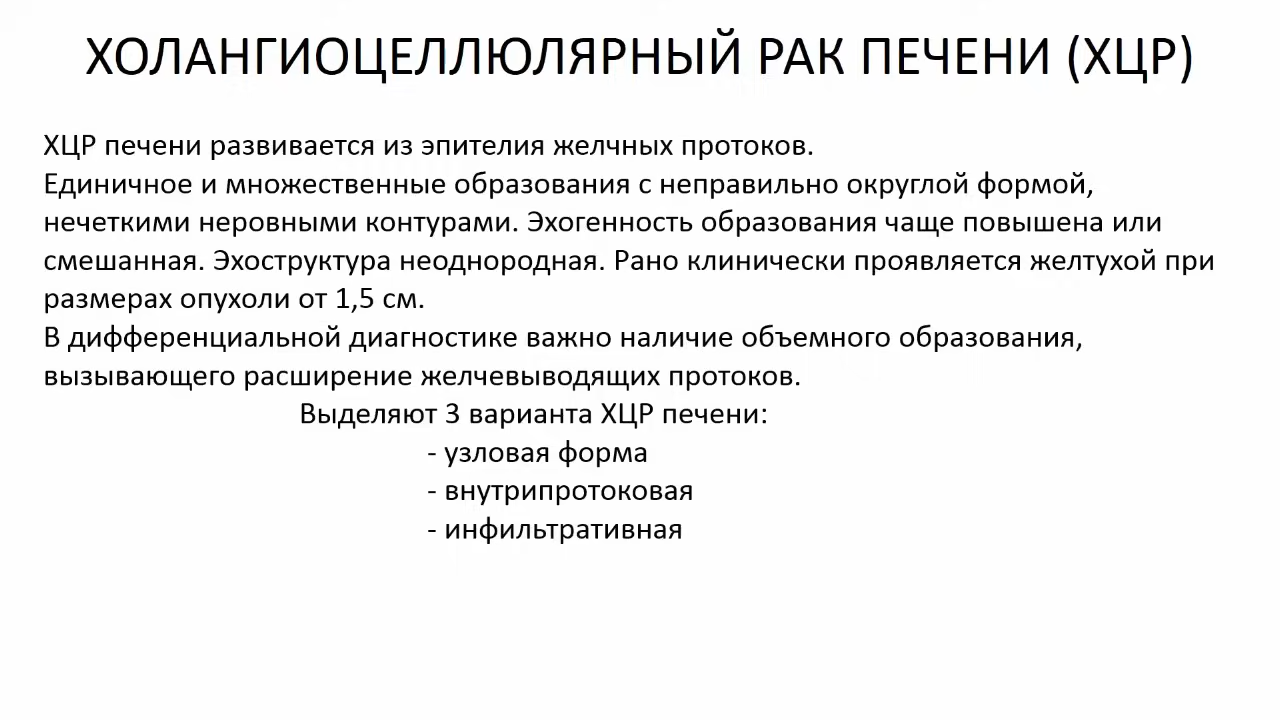 ХОЛАНГИОЦЕЛЛЮЛЯРНЫЙ РАК ПЕЧЕНИ (ХЦР)
ХЦР печени развивается из эпителия желчных протоков.
Единичное и множественные образования с неправильно округлой формой,
нечеткими неровными контурами. Эхогенность образования чаще повышена или
смешанная. Эхоструктура неоднородная. Рано клинически проявляется желтухой при
размерах опухоли от 1,5 см.
В дифференциальной диагностике важно наличие объемного образования,
вызывающего расширение желчевыводящих протоков.
Выделяют 3 варианта ХЦР печени:
- узловая форма
- внутрипротоковая
- инфильтративная